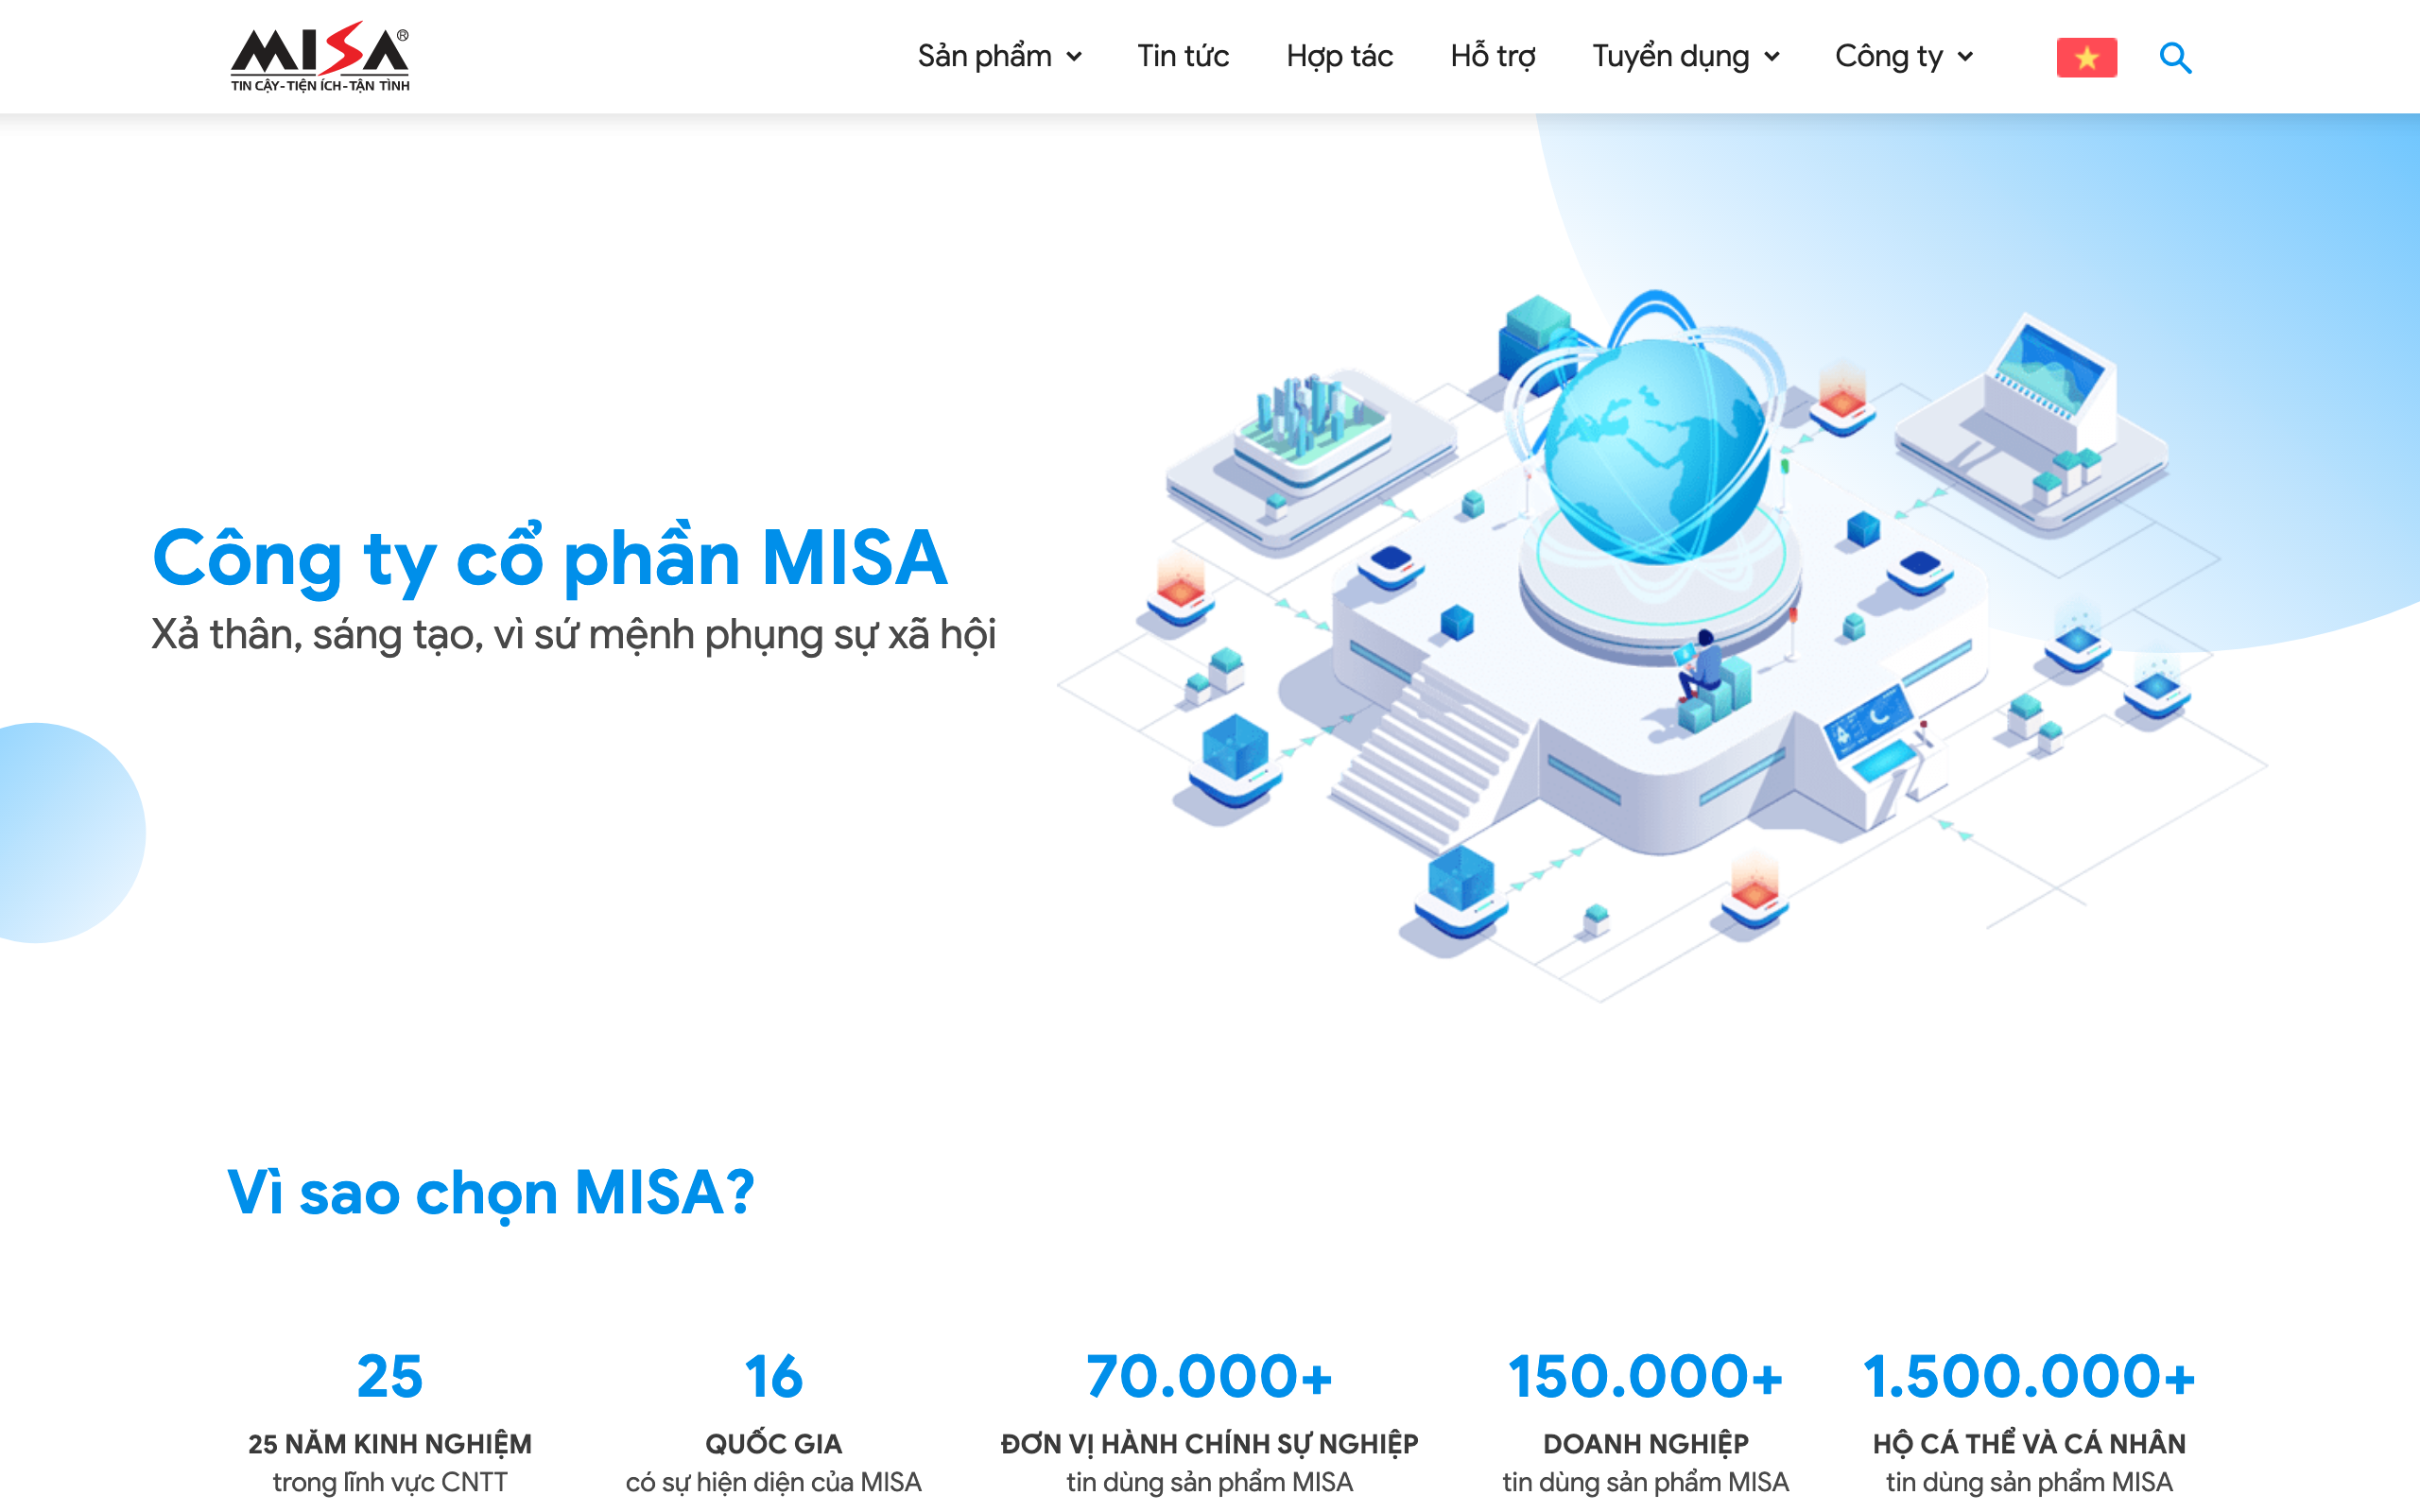 MISA®
TIN CẬY-TIỆN ÍCH-TẬN TÌNH
Sản phẩm
Tin tức
Hợp tác
Hỗ trợ
Tuyển dụng
Công ty
Công ty cổ phần MISA
Xả thân, sáng tạo, vì sứ mệnh phụng sự xã hội
Vì sao chọn MISA?
25
25 NĂM KINH NGHIỆM
trong lĩnh vực CNTT
16
QUỐC GIA
có sự hiện diện của MISA
70.000+
ĐƠN VỊ HÀNH CHÍNH SỰ NGHIỆP
tin dùng sản phẩm MISA
150.000+
DOANH NGHIỆP
tin dùng sản phẩm MISA
1.500.000+
HỘ CÁ THỂ VÀ CÁ NHÂN
tin dùng sản phẩm MISA